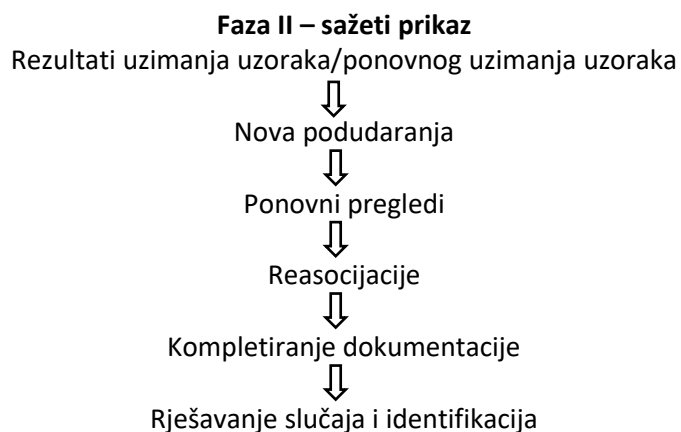 Faza II – sažeti prikaz
Rezultati uzimanja uzoraka/ponovnog uzimanja uzoraka
Nova podudaranja
Ponovni pregledi
Reasocijacije
Kompletiranje dokumentacije
Rješavanje slučaja i identifikacija